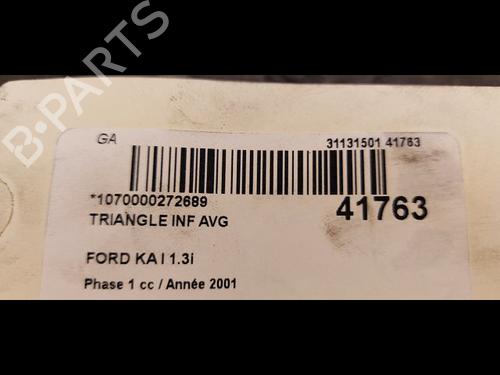 GA
31131501 41763
*1070000272689
41763
TRIANGLE INF AVG
FORD KA I 1.3i
Phase 1 cc / Année 2001
B-PARTS